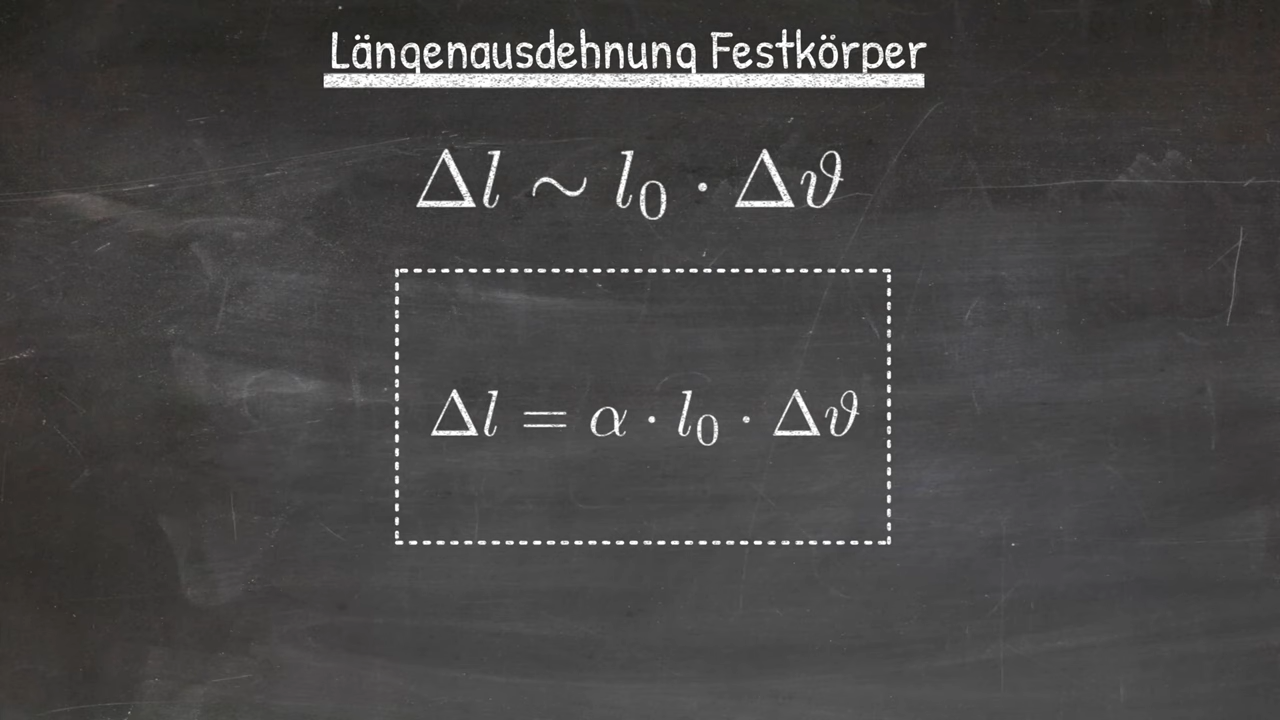 Längenausdehnung Festkörper
Δl ∼ l₀ · Δϑ
Δl = α · l₀ · Δϑ